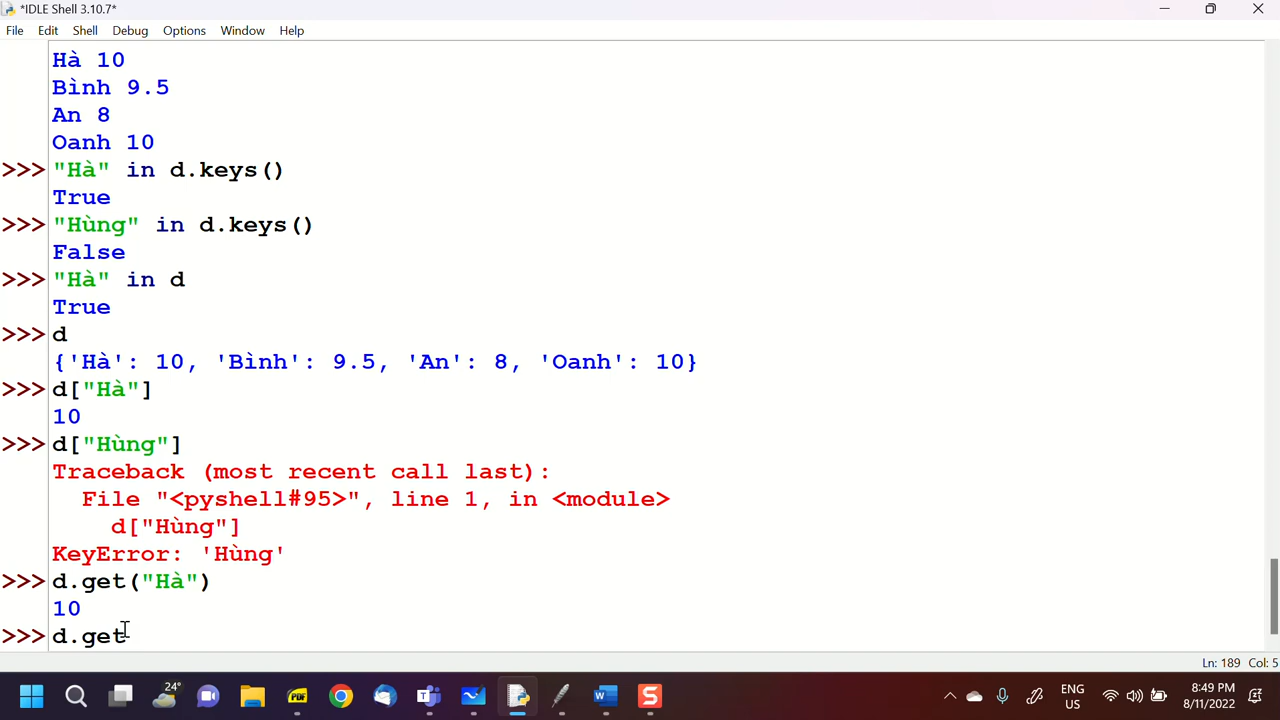 *IDLE Shell 3.10.7*
File Edit Shell Debug Options Window Help
Hà 10
Bình 9.5
An 8
Oanh 10
>>> "Hà" in d.keys()
True
>>> "Hùng" in d.keys()
False
>>> "Hà" in d
True
>>> d
{'Hà': 10, 'Bình': 9.5, 'An': 8, 'Oanh': 10}
>>> d["Hà"]
10
>>> d["Hùng"]
Traceback (most recent call last):
File "<pyshell#95>", line 1, in <module>
d["Hùng"]
KeyError: 'Hùng'
>>> d.get("Hà")
10
>>> d.get
Ln: 189 Col: 5
24°
PDF
ENG
US
8:49 PM
8/11/2022